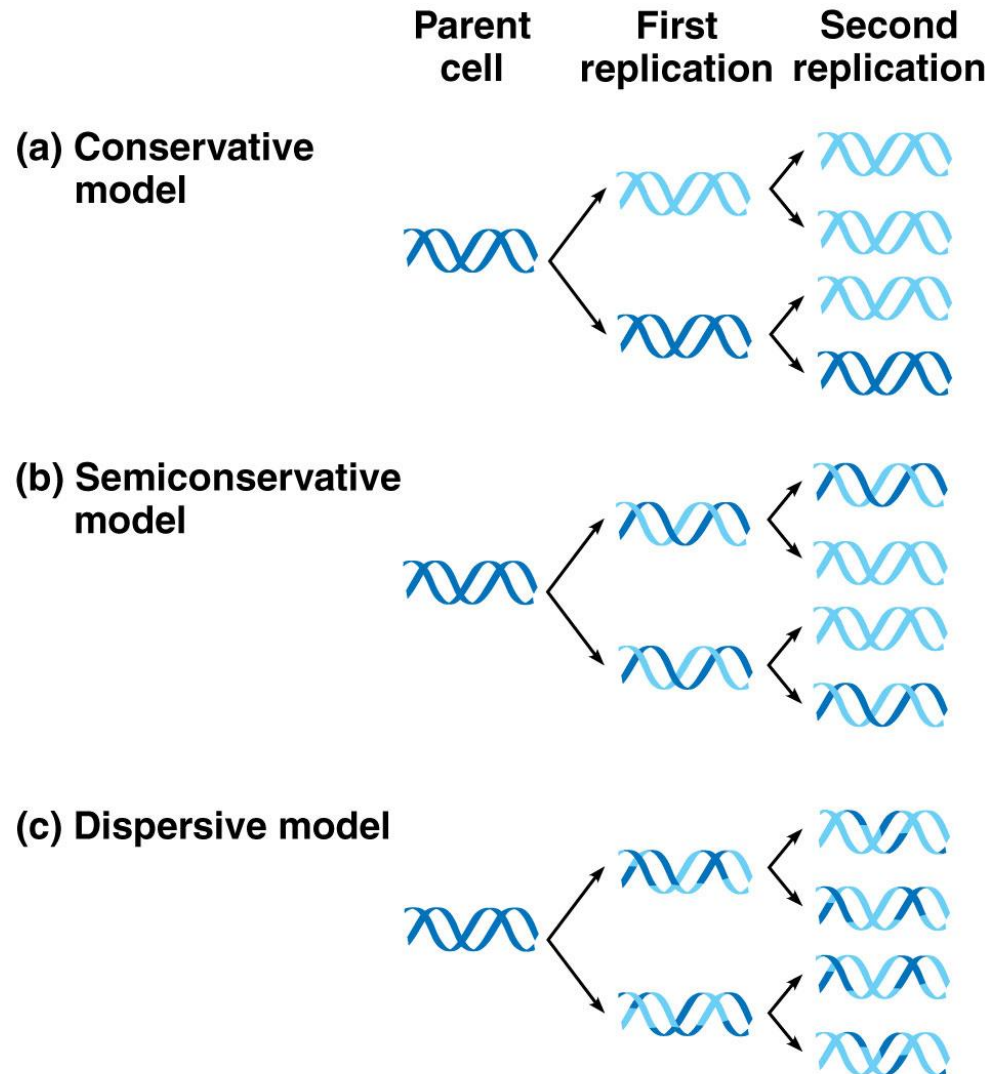 Parent cell
First replication
Second replication
(a) Conservative
model
(b) Semiconservative
model
(c) Dispersive model